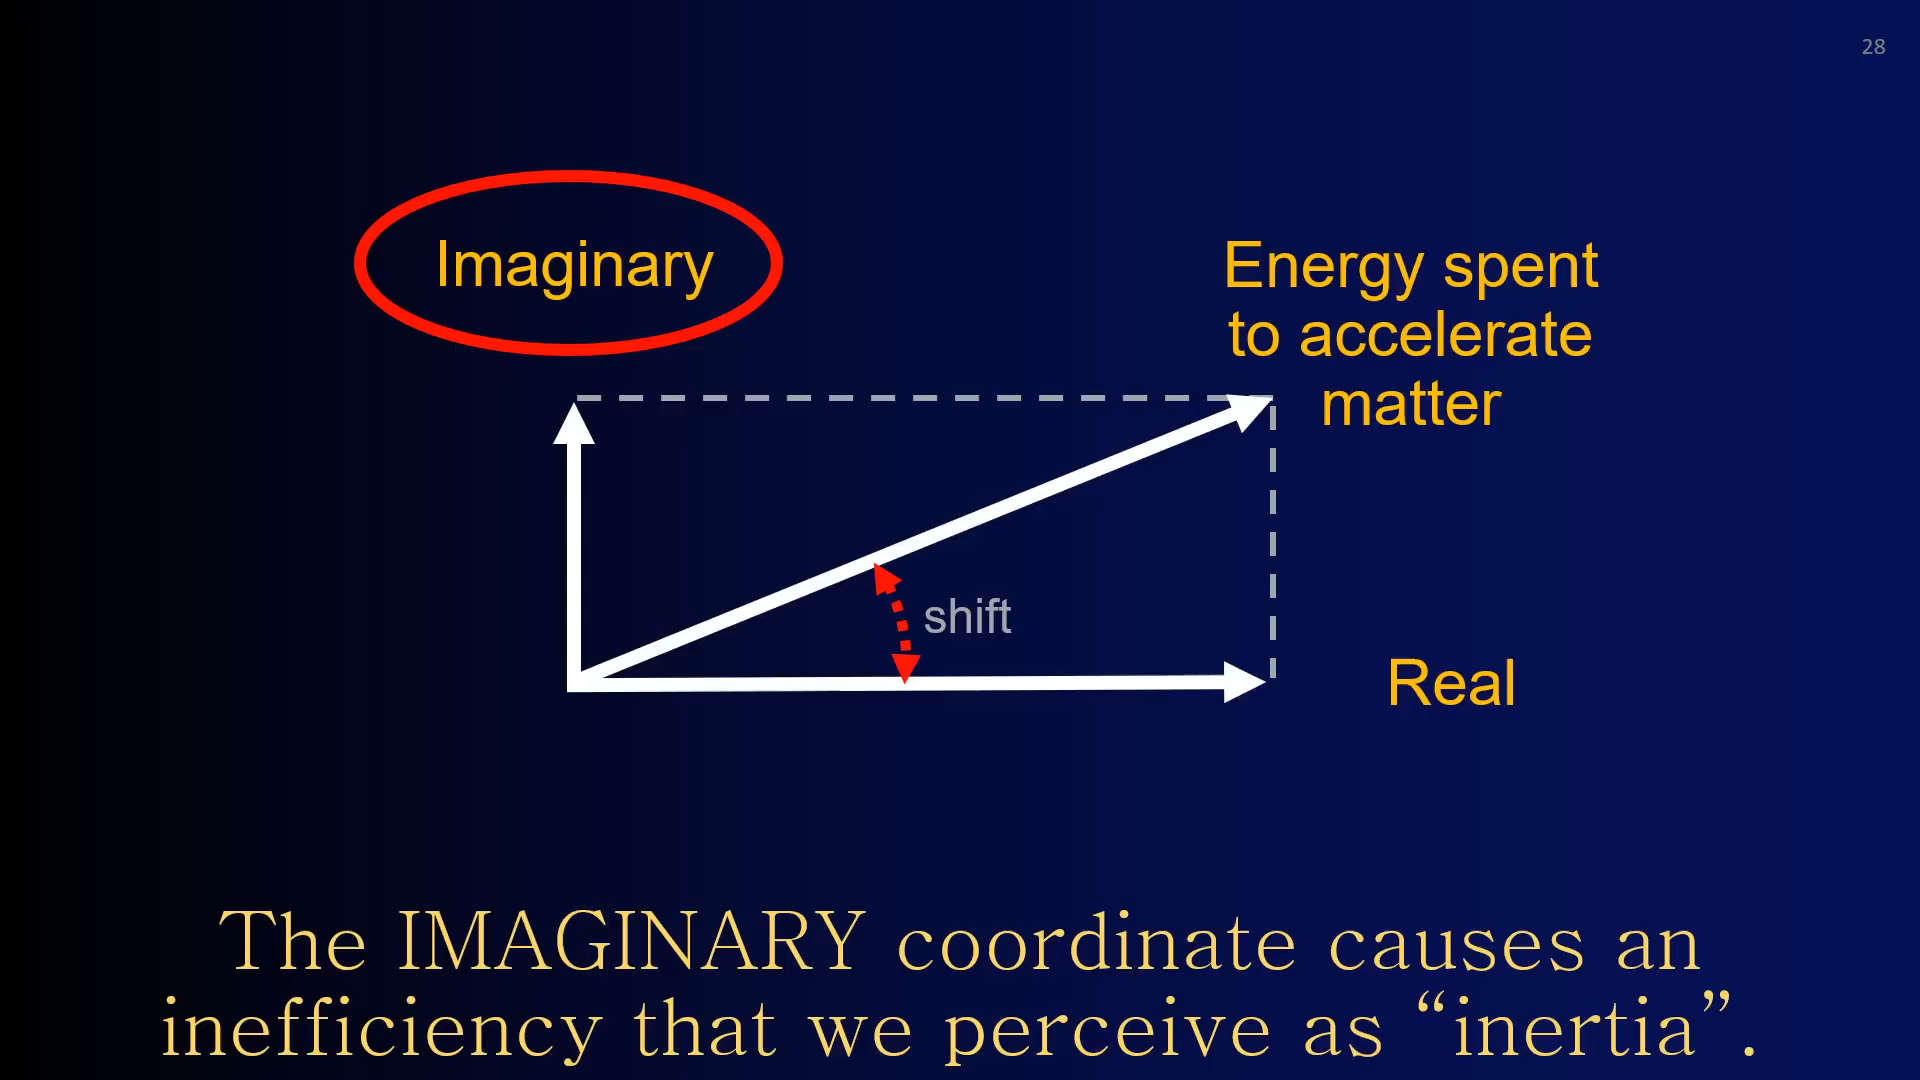 28
Imaginary
Energy spent
to accelerate
matter
shift
Real
The IMAGINARY coordinate causes an
inefficiency that we perceive as “inertia”.